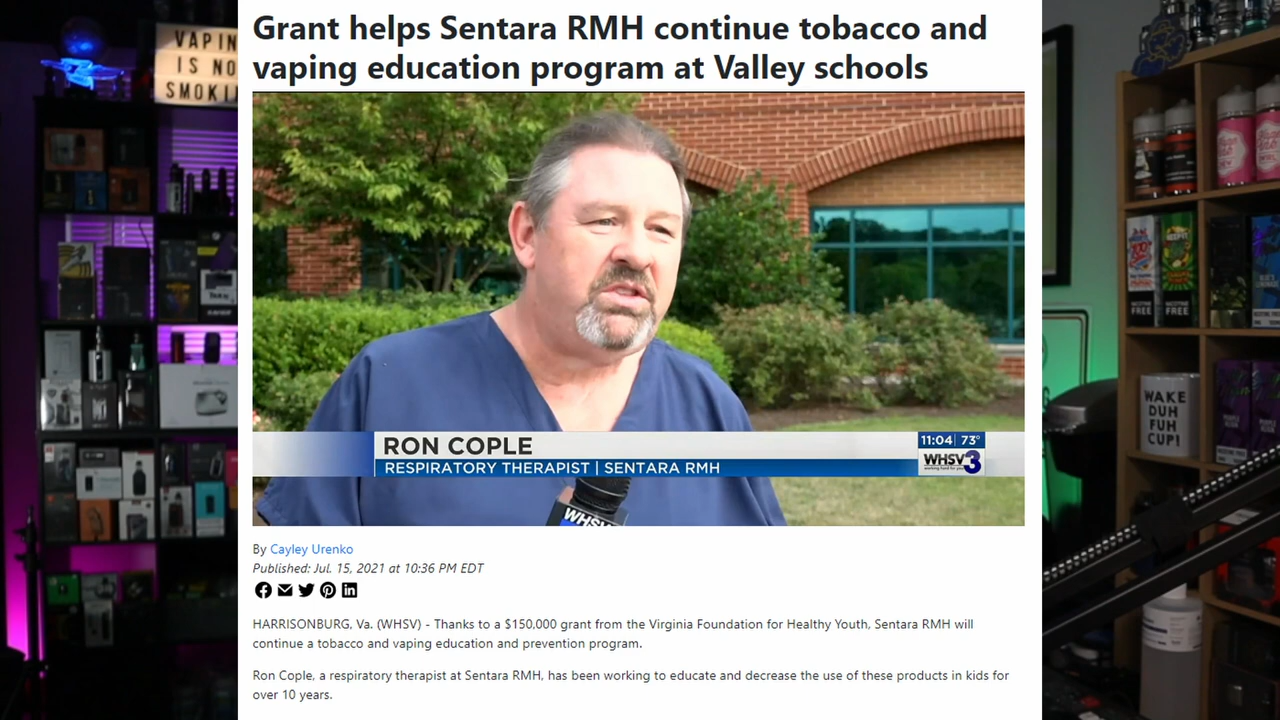 Grant helps Sentara RMH continue tobacco and
vaping education program at Valley schools
VAPIN
IS NO
SMOKI
RON COPLE
RESPIRATORY THERAPIST | SENTARA RMH
11:04 73°
WHSV 3
WHSV
By Cayley Urenko
Published: Jul. 15, 2021 at 10:36 PM EDT
HARRISONBURG, Va. (WHSV) - Thanks to a $150,000 grant from the Virginia Foundation for Healthy Youth, Sentara RMH will
continue a tobacco and vaping education and prevention program.
Ron Cople, a respiratory therapist at Sentara RMH, has been working to educate and decrease the use of these products in kids for
over 10 years.
NICOTINE
FREE
NICOTINE
FREE
WAKE
DUH
FUH
CUP!